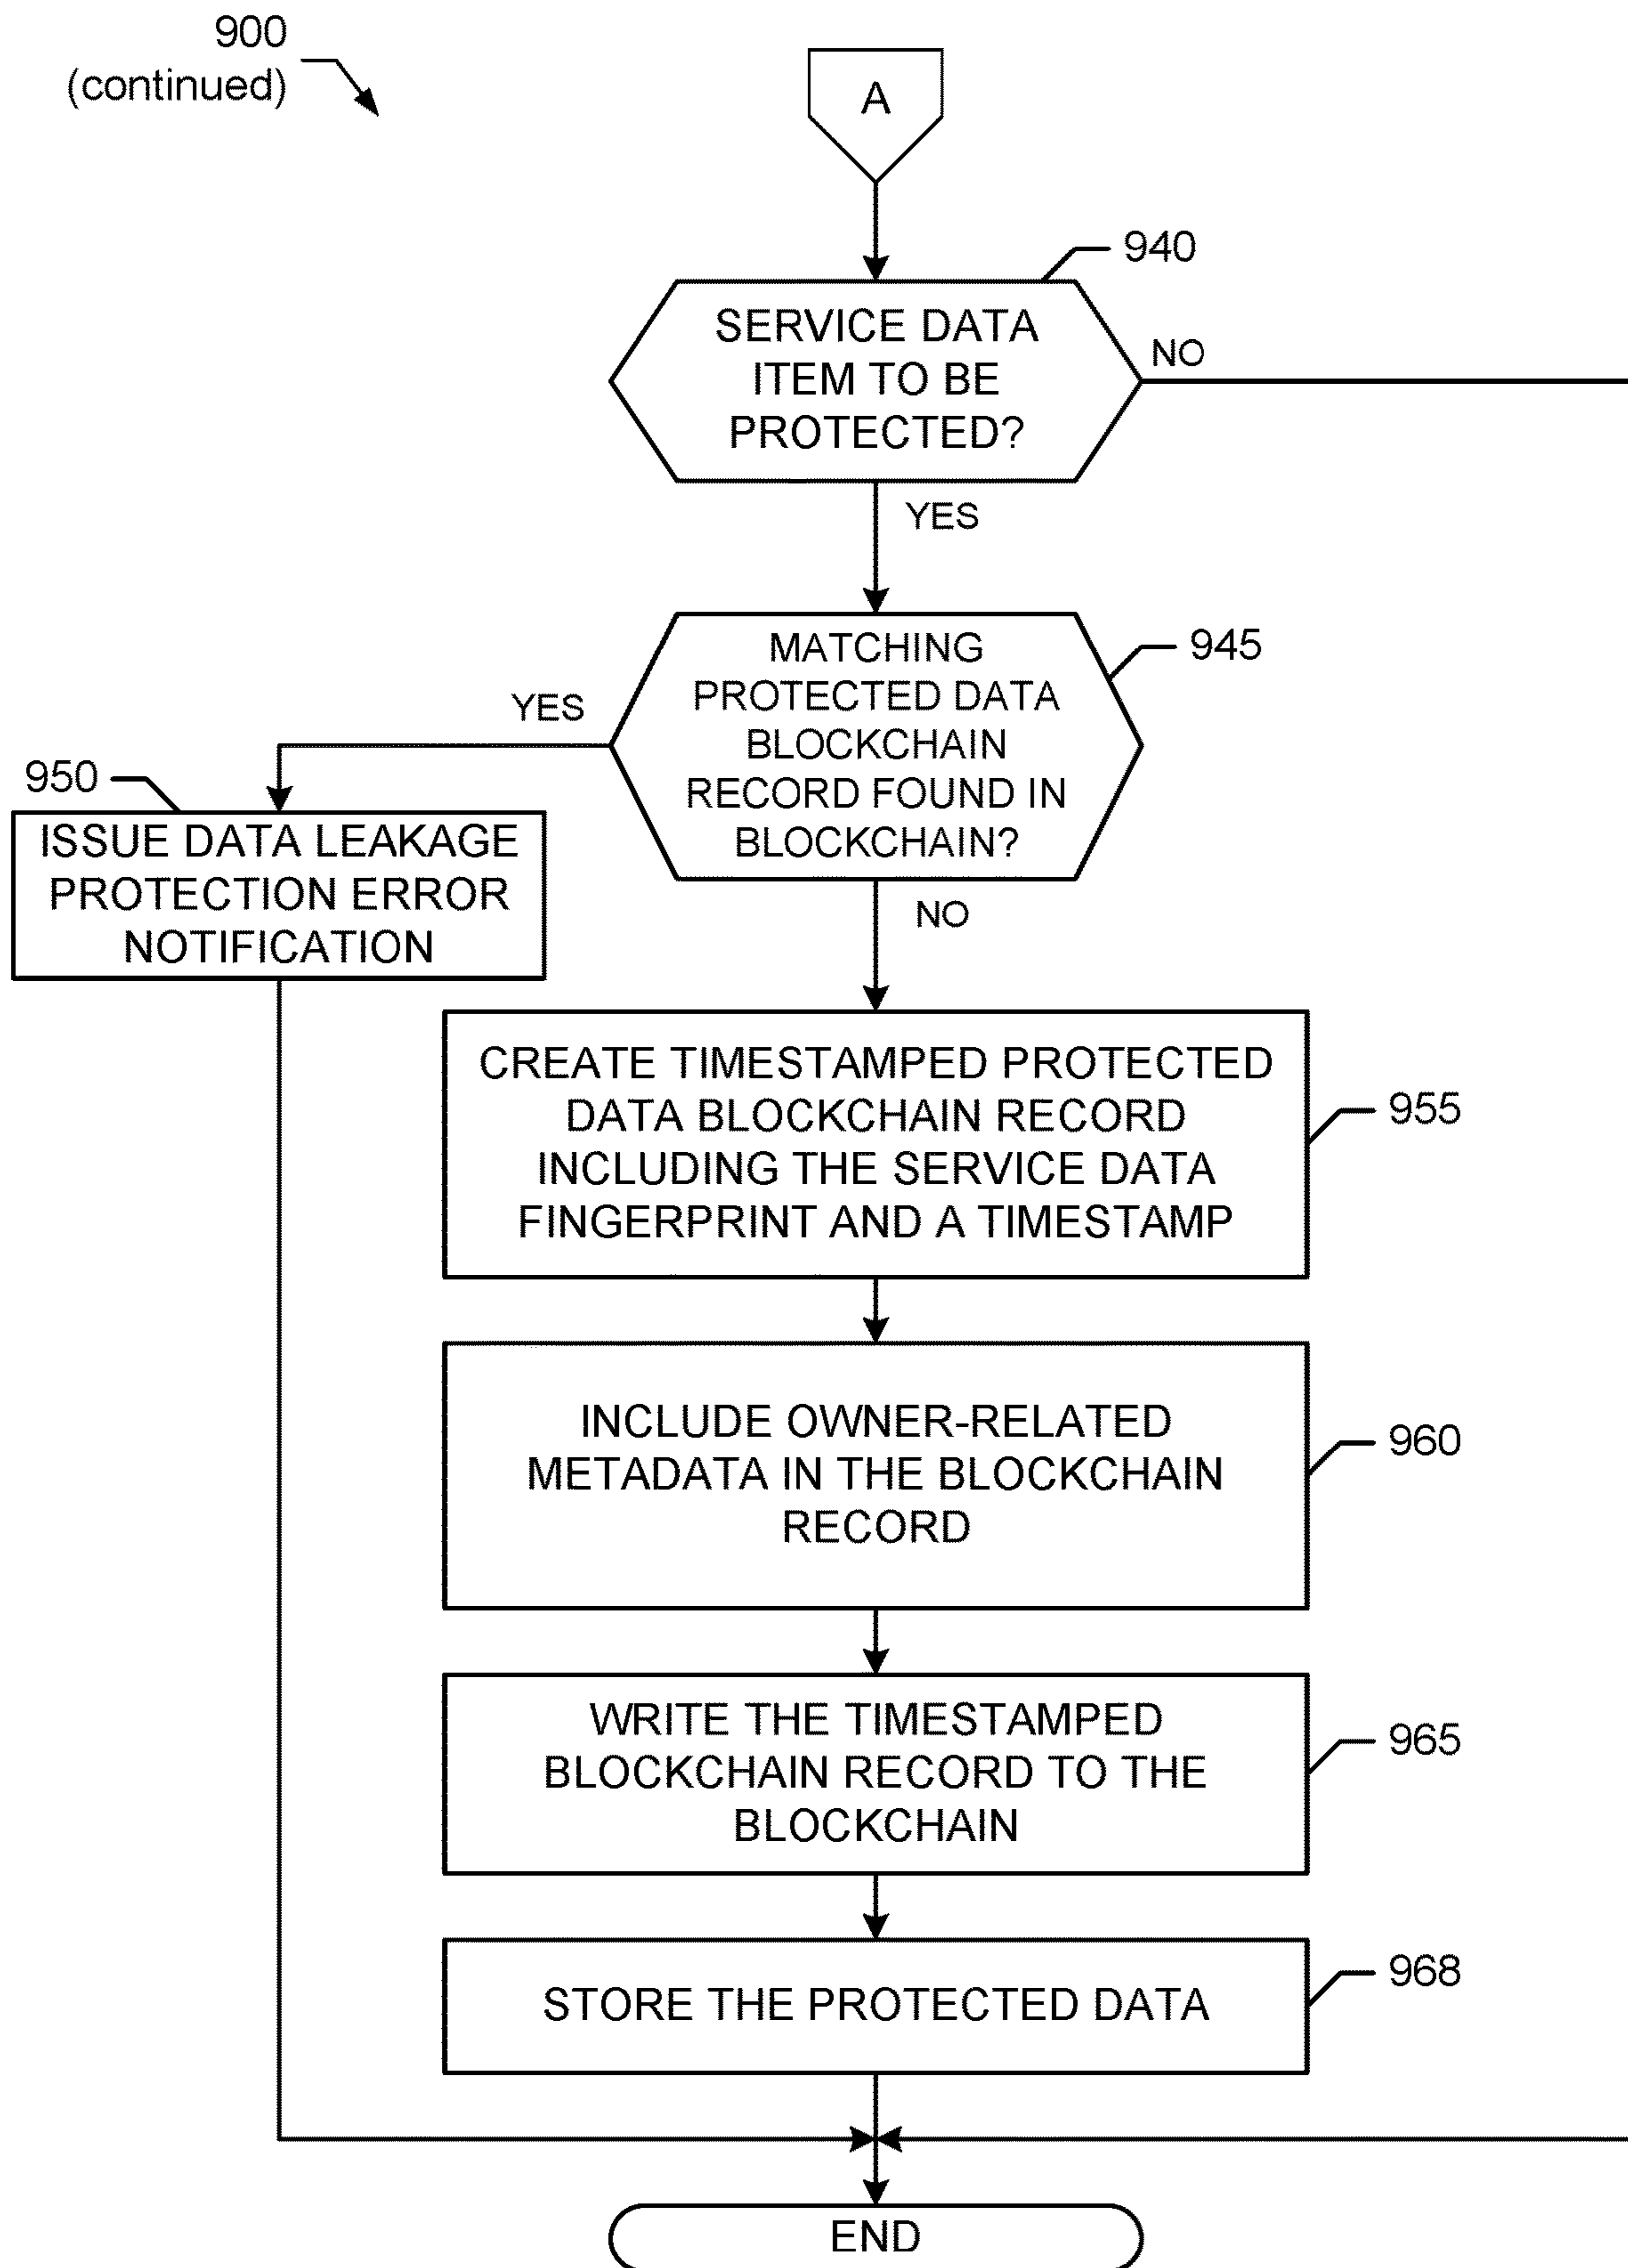 900
(continued)
A
940
SERVICE DATA
ITEM TO BE
PROTECTED?
NO
YES
945
MATCHING
PROTECTED DATA
BLOCKCHAIN
RECORD FOUND IN
BLOCKCHAIN?
YES
950
ISSUE DATA LEAKAGE
PROTECTION ERROR
NOTIFICATION
NO
CREATE TIMESTAMPED PROTECTED
DATA BLOCKCHAIN RECORD
INCLUDING THE SERVICE DATA
FINGERPRINT AND A TIMESTAMP
955
INCLUDE OWNER-RELATED
METADATA IN THE BLOCKCHAIN
RECORD
960
WRITE THE TIMESTAMPED
BLOCKCHAIN RECORD TO THE
BLOCKCHAIN
965
STORE THE PROTECTED DATA
968
END